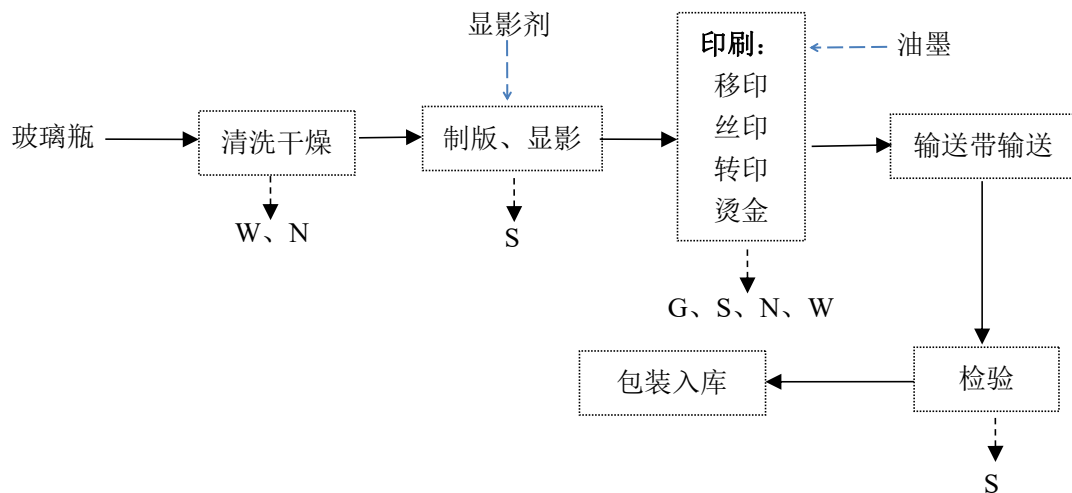 显影剂
印刷：
油墨
移印
玻璃瓶
清洗干燥
制版、显影
丝印
输送带输送
转印
烫金
W、N
S
G、S、N、W
包装入库
检验
S